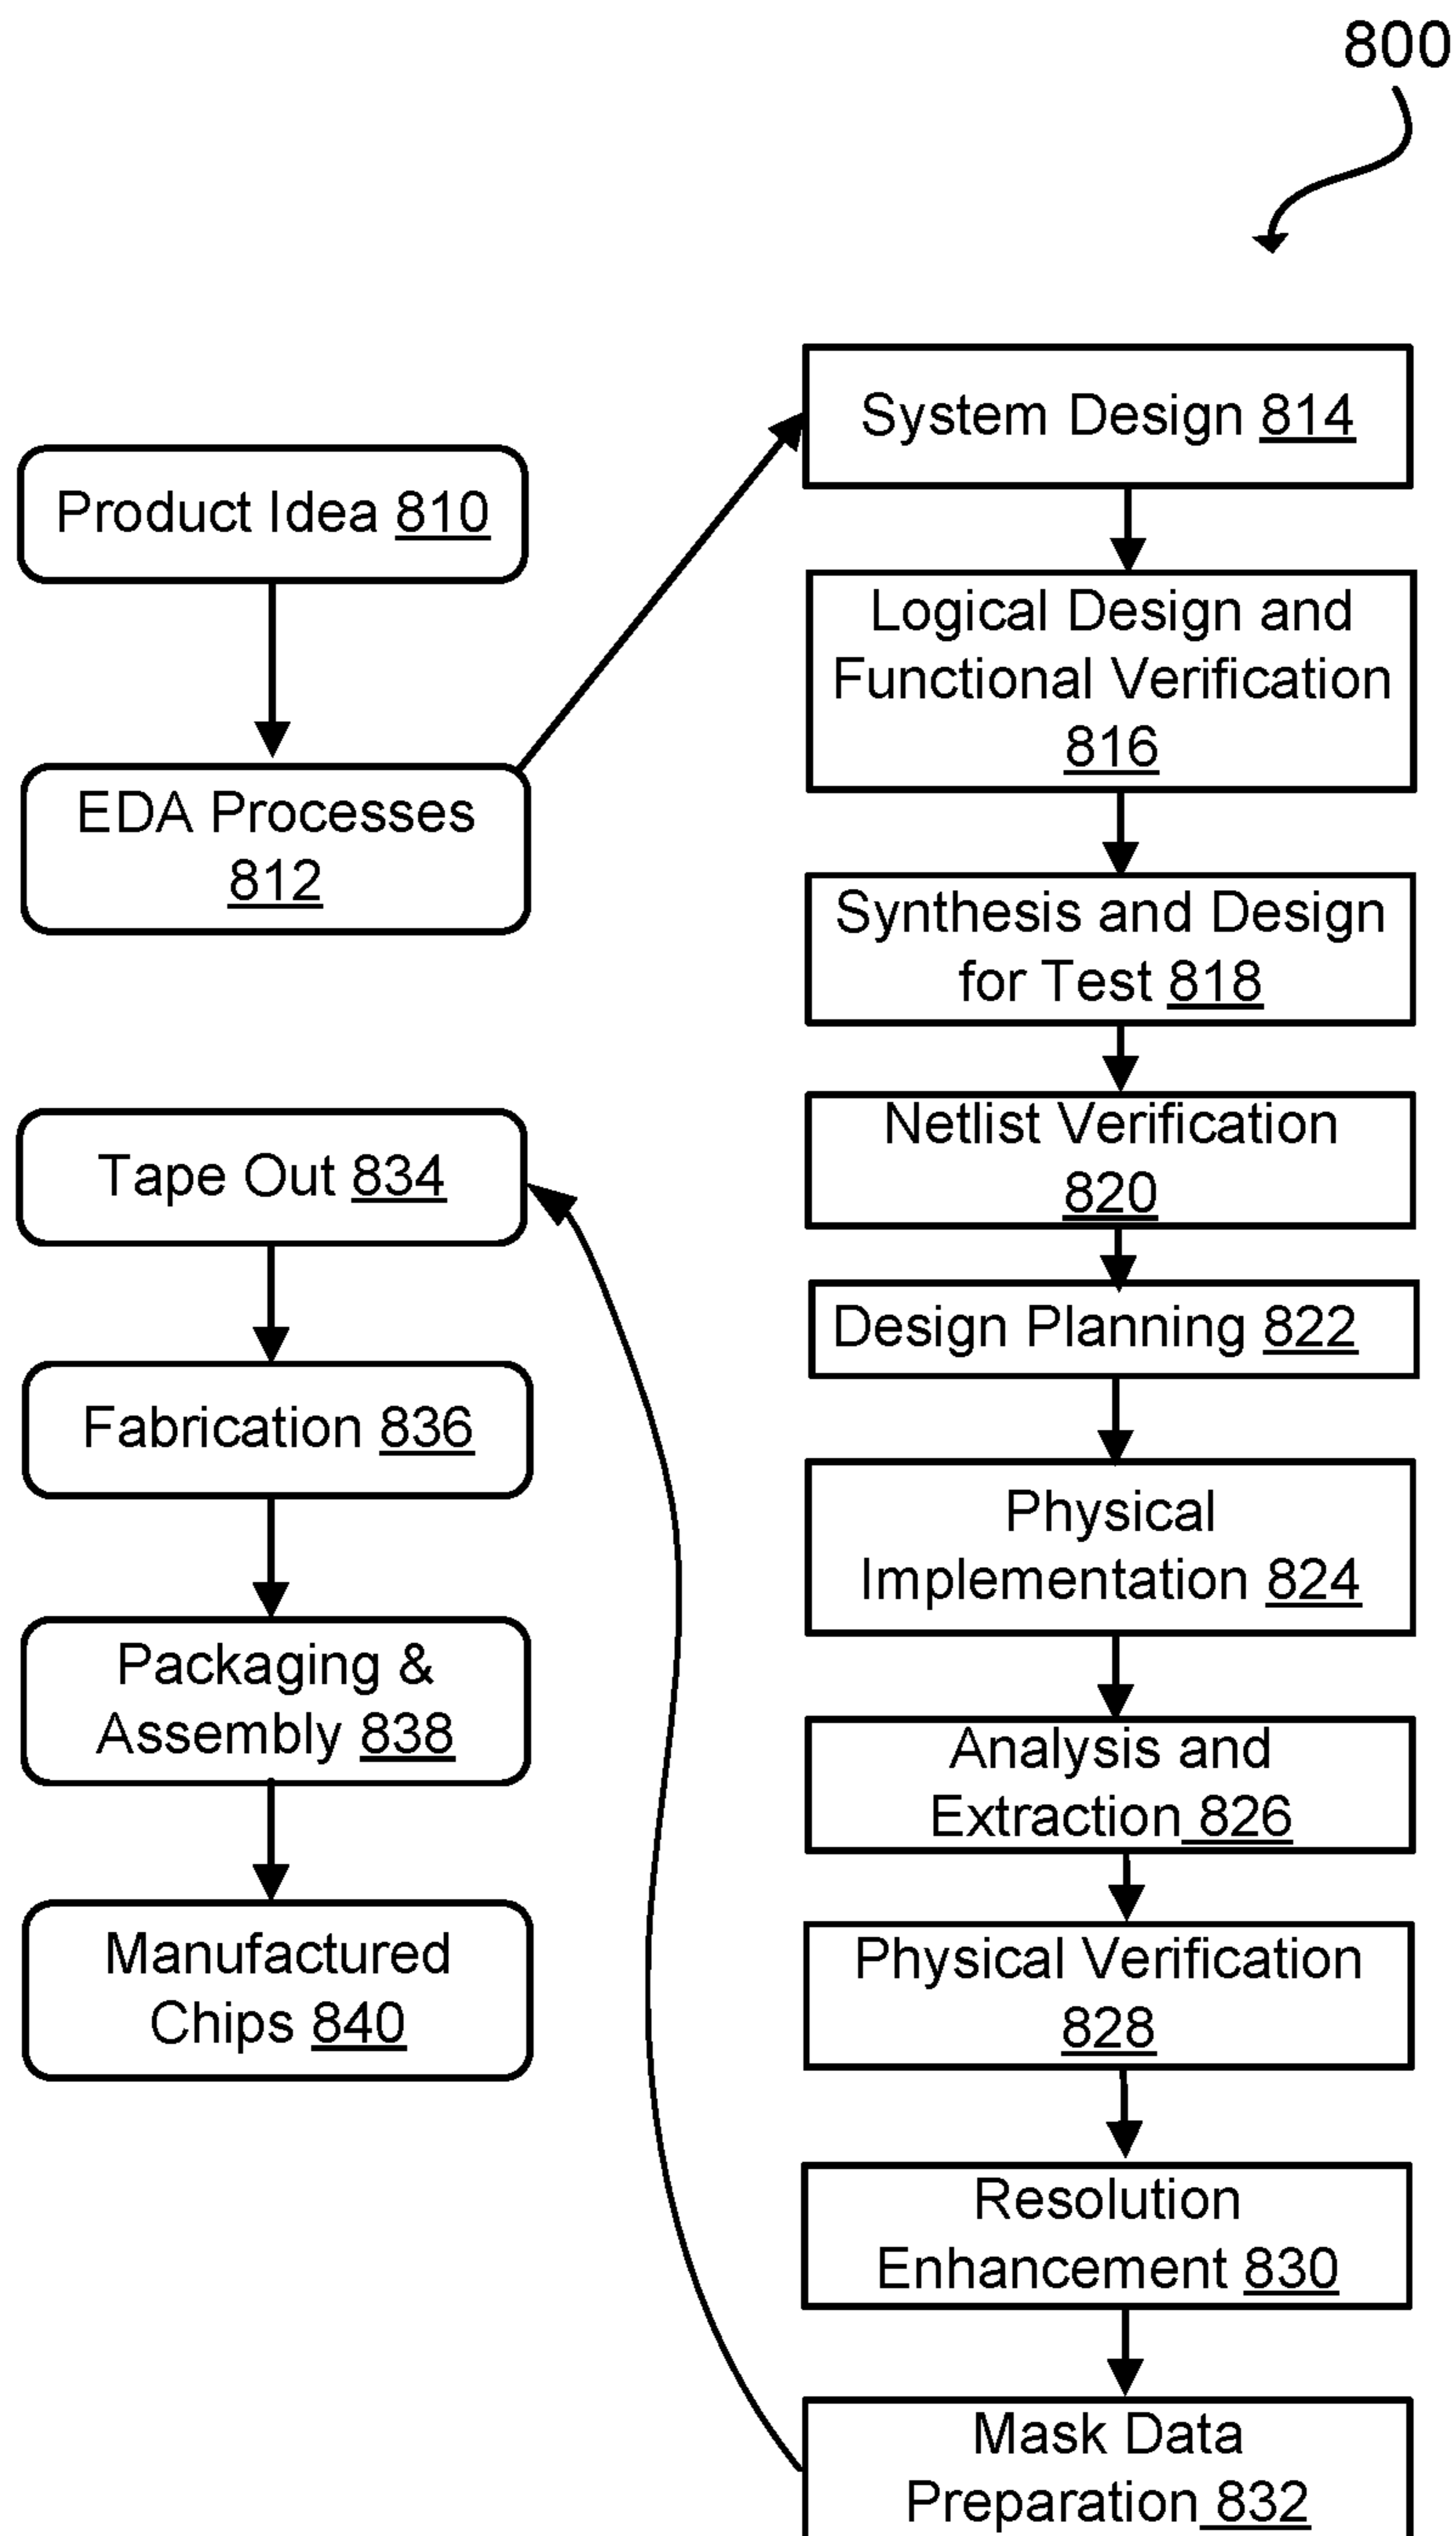 800
Product Idea 810
EDA Processes
812
System Design 814
Logical Design and
Functional Verification
816
Synthesis and Design
for Test 818
Netlist Verification
820
Design Planning 822
Physical
Implementation 824
Analysis and
Extraction 826
Physical Verification
828
Resolution
Enhancement 830
Mask Data
Preparation 832
Tape Out 834
Fabrication 836
Packaging &
Assembly 838
Manufactured
Chips 840